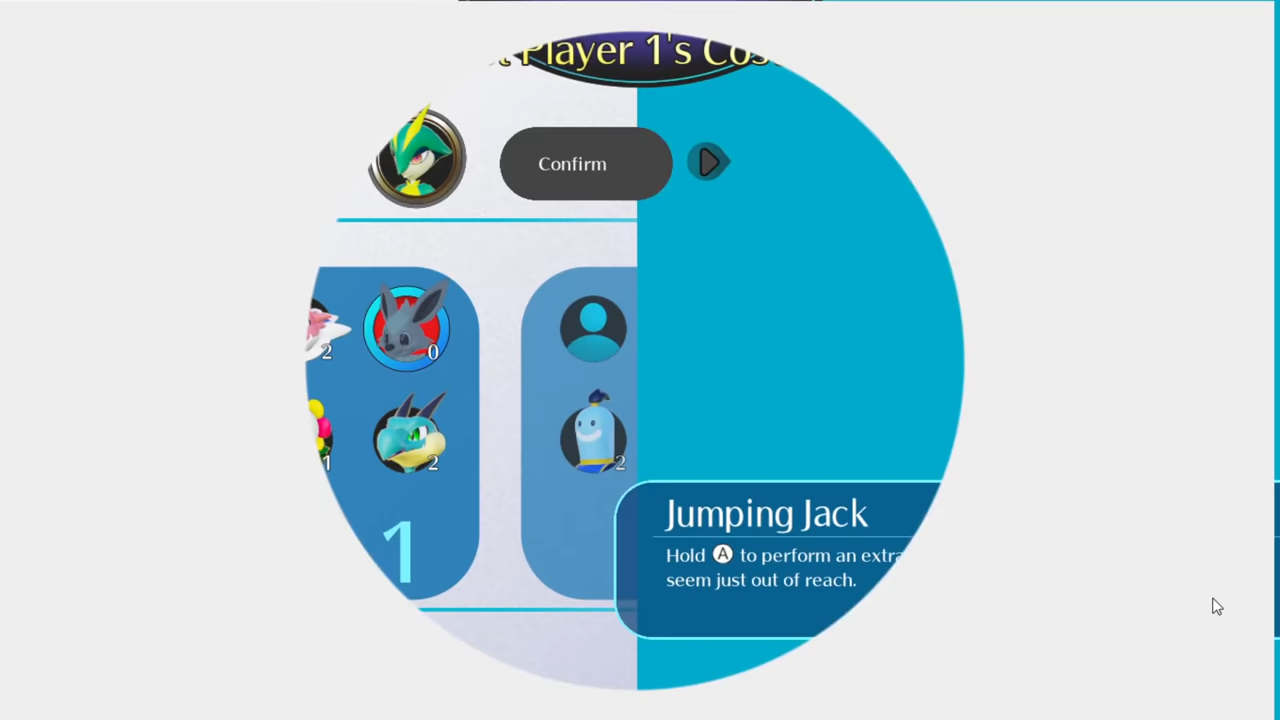 Player 1's Cos
Confirm
2
0
1
2
2
1
Jumping Jack
Hold A to perform an extra
seem just out of reach.